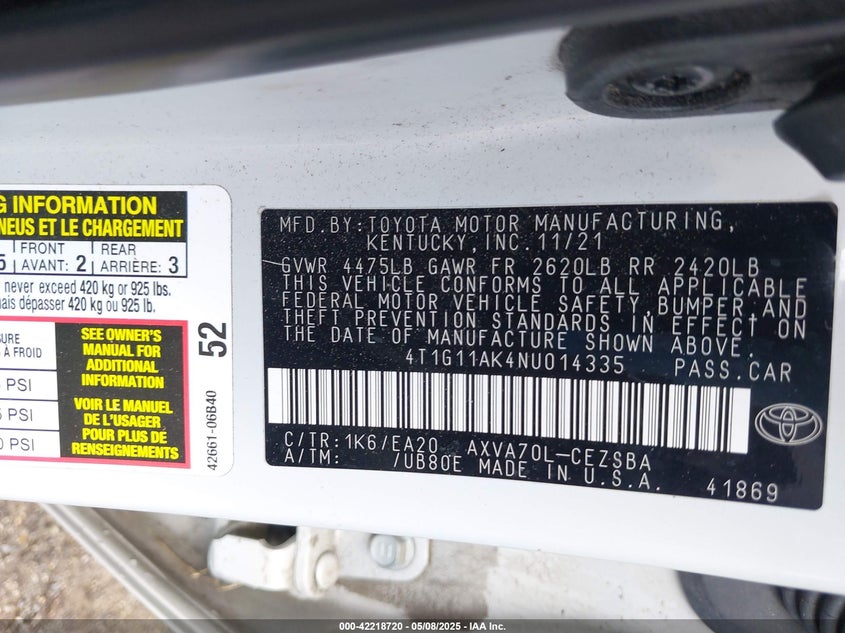 G INFORMATION
NEUS ET LE CHARGEMENT
5 FRONT REAR
AVANT: 2 ARRIÈRE: 3
never exceed 420 kg or 925 lbs.
mais dépasser 420 kg ou 925 lb.
SURE
A FROID
PSI
PSI
PSI
SEE OWNER'S
MANUAL FOR
ADDITIONAL
INFORMATION
VOIR LE MANUEL
DE L'USAGER
POUR PLUS DE
RENSEIGNEMENTS
52
42661-06B40
MFD.BY:TOYOTA MOTOR MANUFACTURING,
KENTUCKY,INC.11/21
GVWR 4475LB GAWR FR 2620LB RR 2420LB
THIS VEHICLE CONFORMS TO ALL APPLICABLE
FEDERAL MOTOR VEHICLE SAFETY,BUMPER,AND
THEFT PREVENTION STANDARDS IN EFFECT ON
THE DATE OF MANUFACTURE SHOWN ABOVE.
4T1G11AK4NU014335 PASS.CAR
C/TR:1K6/EA20 AXVA70L-CEZSBA
A/TM: /UB80E MADE IN U.S.A.
41869
TOYOTA
000-42218720 — 05/08/2025 — IAA Inc.